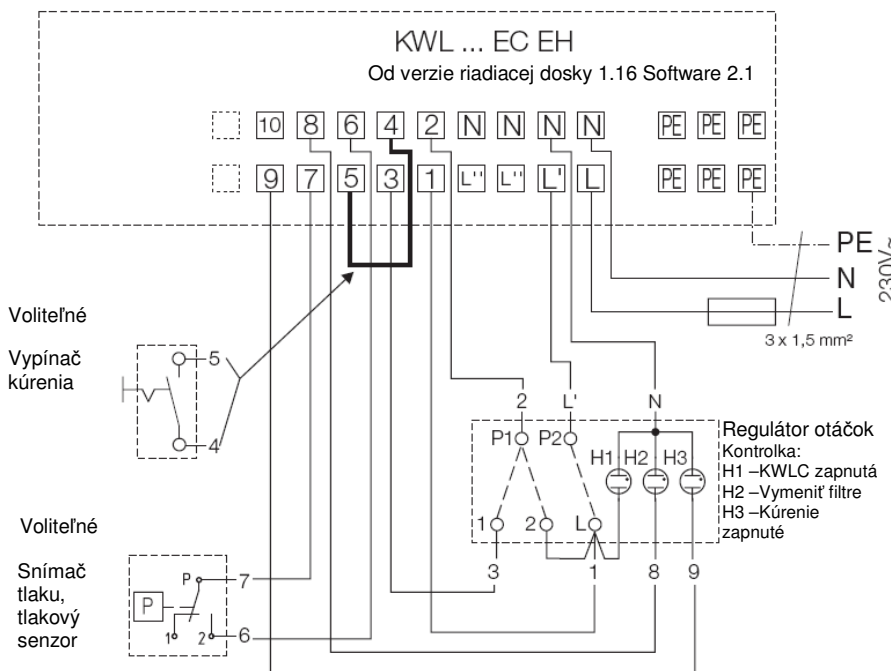 KWL ... EC EH
Od verzie riadiacej dosky 1.16 Software 2.1
10 8 6 4 2 N N N N PE PE PE
9 7 5 3 1 L'' L'' L' L PE PE PE
PE
N
L
230V~
3 x 1,5 mm²
Voliteľné
Vypínač
kúrenia
5
4
2 L' N
P1 P2 H1 H2 H3
1 2 L
3 1 8 9
Regulátor otáčok
Kontrolka:
H1 –KWLC zapnutá
H2 –Vymeniť filtre
H3 –Kúrenie
zapnuté
Voliteľné
Snímač
tlaku,
tlakový
senzor
P 7
P
1 2 6